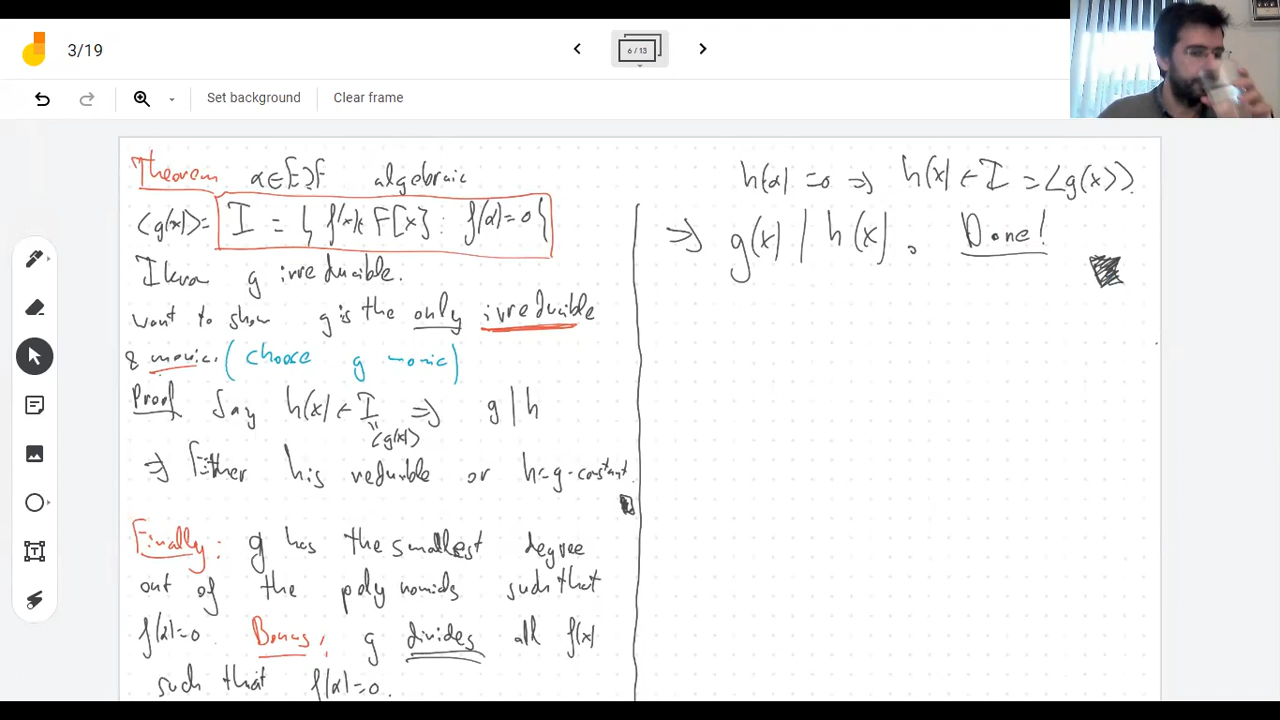 3/19
6 / 13
Set background
Clear frame
Theorem α∈E⊇F algebraic
⟨g(x)⟩= I = { f(x)∈ F[x] : f(α)=0 }
I know g irreducible.
want to show g is the only irreducible
& monic. (choose g monic)
Proof Say h(x) ∈ I ⇒ g | h
⟨g(x)⟩
⇒ Either h is reducible or h=g·constant.
Finally: g has the smallest degree
out of the polynomials such that
f(α)=0. Bonus: g divides all f(x)
such that f(α)=0.
h(α)=0 ⇒ h(x) ∈ I = ⟨g(x)⟩.
⇒ g(x) | h(x). Done!